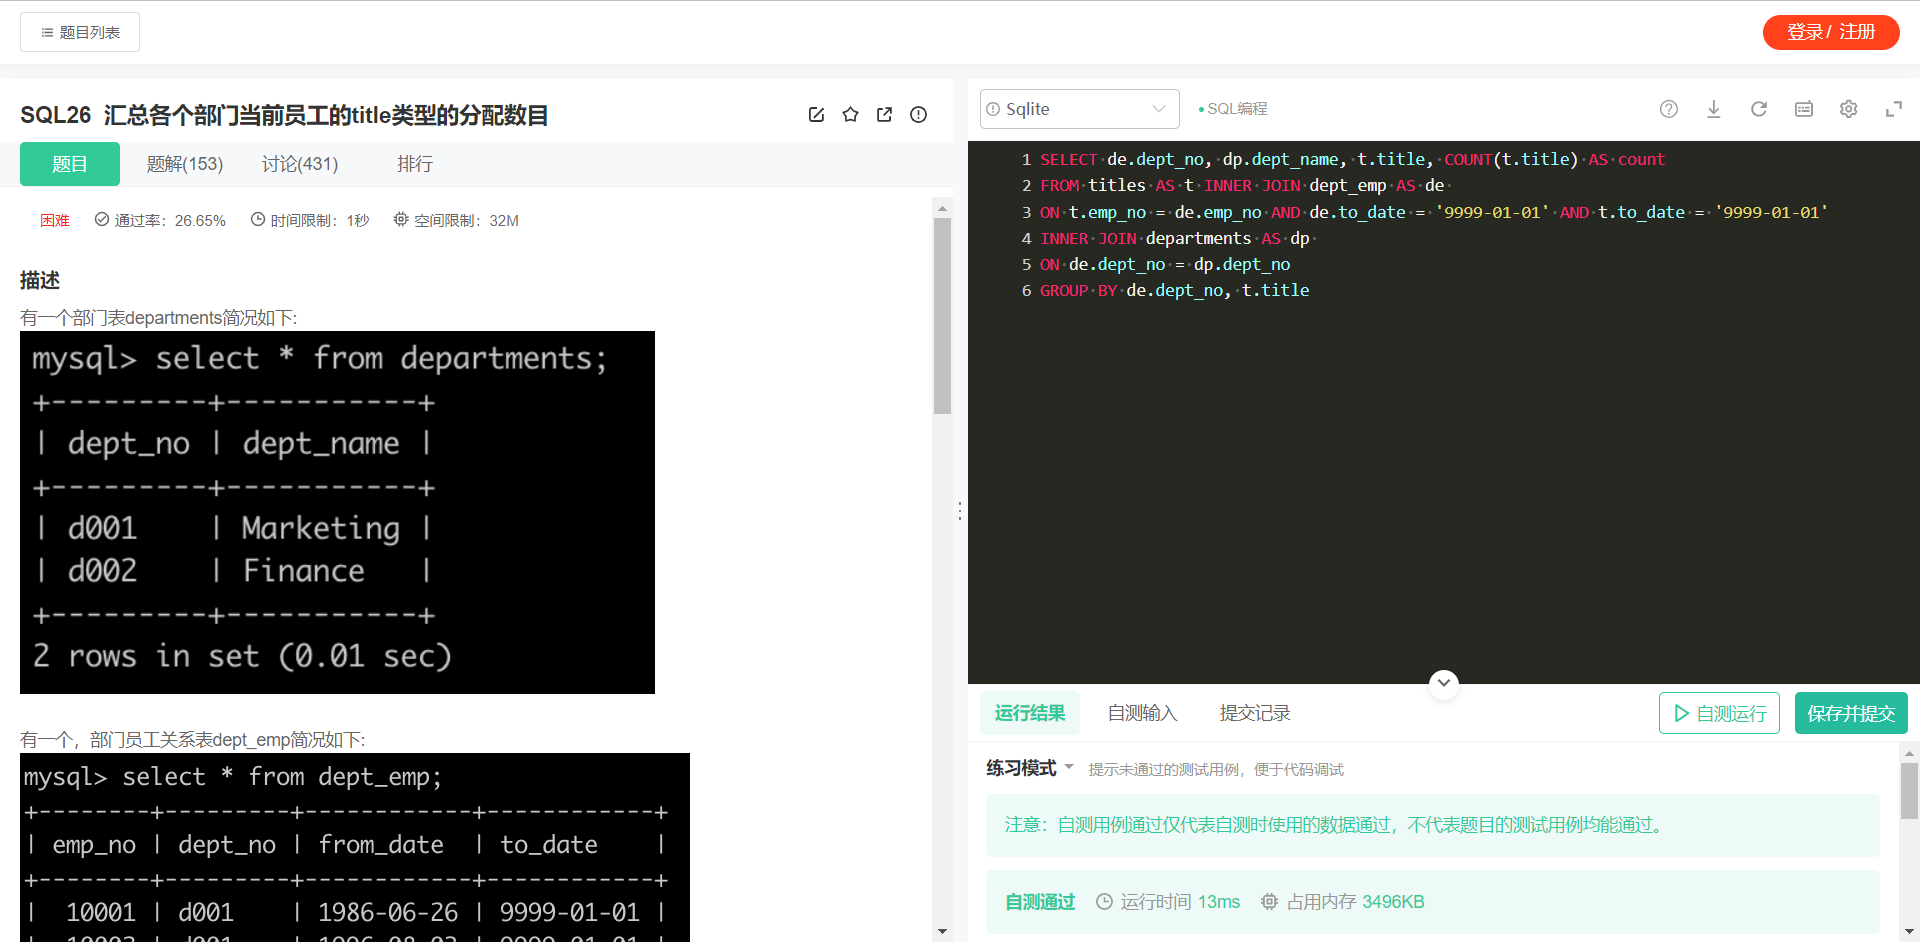 题目列表
登录/ 注册
SQL26 汇总各个部门当前员工的title类型的分配数目
题目 题解(153) 讨论(431) 排行
困难 通过率：26.65% 时间限制：1秒 空间限制：32M
描述
有一个部门表departments简况如下:
mysql> select * from departments;
+---------+-----------+
| dept_no | dept_name |
+---------+-----------+
| d001    | Marketing |
| d002    | Finance   |
+---------+-----------+
2 rows in set (0.01 sec)
有一个，部门员工关系表dept_emp简况如下:
mysql> select * from dept_emp;
+--------+---------+------------+------------+
| emp_no | dept_no | from_date  | to_date    |
+--------+---------+------------+------------+
|  10001 | d001    | 1986-06-26 | 9999-01-01 |
Sqlite
SQL编程
1 SELECT de.dept_no, dp.dept_name, t.title, COUNT(t.title) AS count
2 FROM titles AS t INNER JOIN dept_emp AS de
3 ON t.emp_no = de.emp_no AND de.to_date = '9999-01-01' AND t.to_date = '9999-01-01'
4 INNER JOIN departments AS dp
5 ON de.dept_no = dp.dept_no
6 GROUP BY de.dept_no, t.title
运行结果 自测输入 提交记录
自测运行
保存并提交
练习模式 提示未通过的测试用例，便于代码调试
注意：自测用例通过仅代表自测时使用的数据通过，不代表题目的测试用例均能通过。
自测通过 运行时间 13ms 占用内存 3496KB